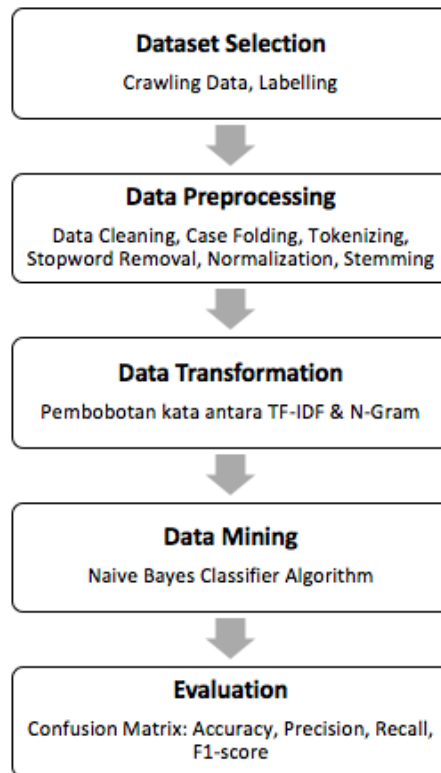 Dataset Selection
Crawling Data, Labelling
Data Preprocessing
Data Cleaning, Case Folding, Tokenizing,
Stopword Removal, Normalization, Stemming
Data Transformation
Pembobotan kata antara TF-IDF & N-Gram
Data Mining
Naive Bayes Classifier Algorithm
Evaluation
Confusion Matrix: Accuracy, Precision, Recall,
F1-score